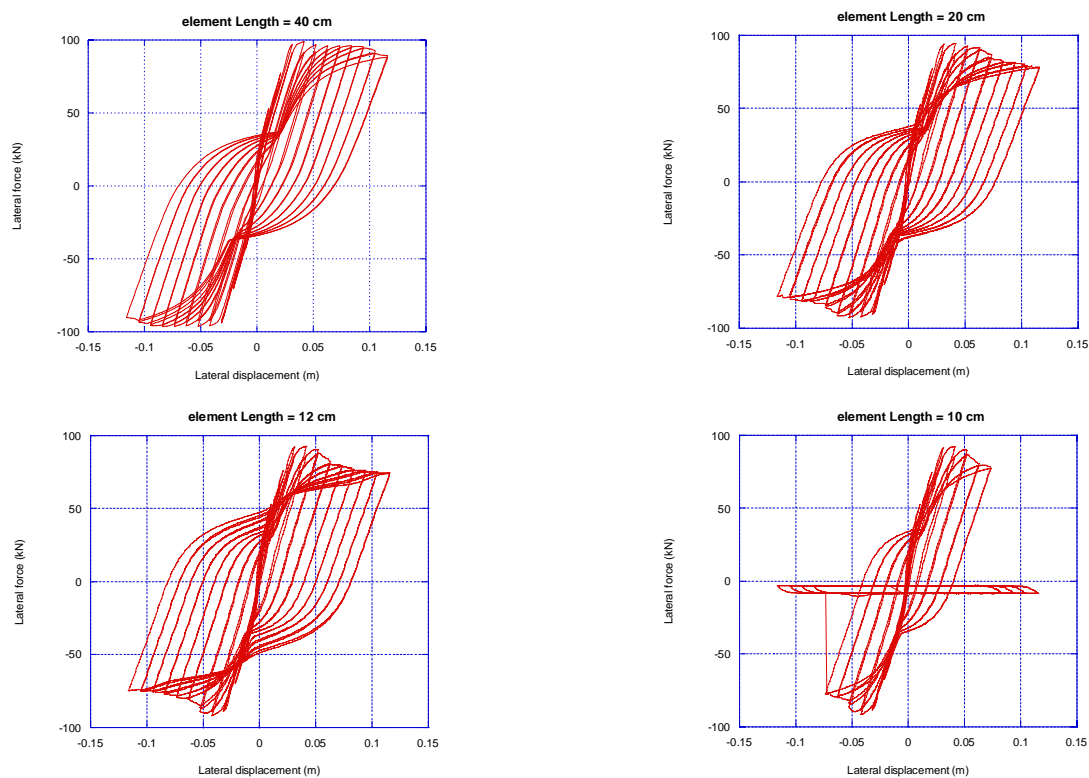 element Length = 40 cm
100
50
0
-50
-100
-0.15 -0.1 -0.05 0 0.05 0.1 0.15
Lateral force (kN)
Lateral displacement (m)
element Length = 20 cm
100
50
0
-50
-100
-0.15 -0.1 -0.05 0 0.05 0.1 0.15
Lateral force (kN)
Lateral displacement (m)
element Length = 12 cm
100
50
0
-50
-100
-0.15 -0.1 -0.05 0 0.05 0.1 0.15
Lateral force (kN)
Lateral displacement (m)
element Length = 10 cm
100
50
0
-50
-100
-0.15 -0.1 -0.05 0 0.05 0.1 0.15
Lateral force (kN)
Lateral displacement (m)